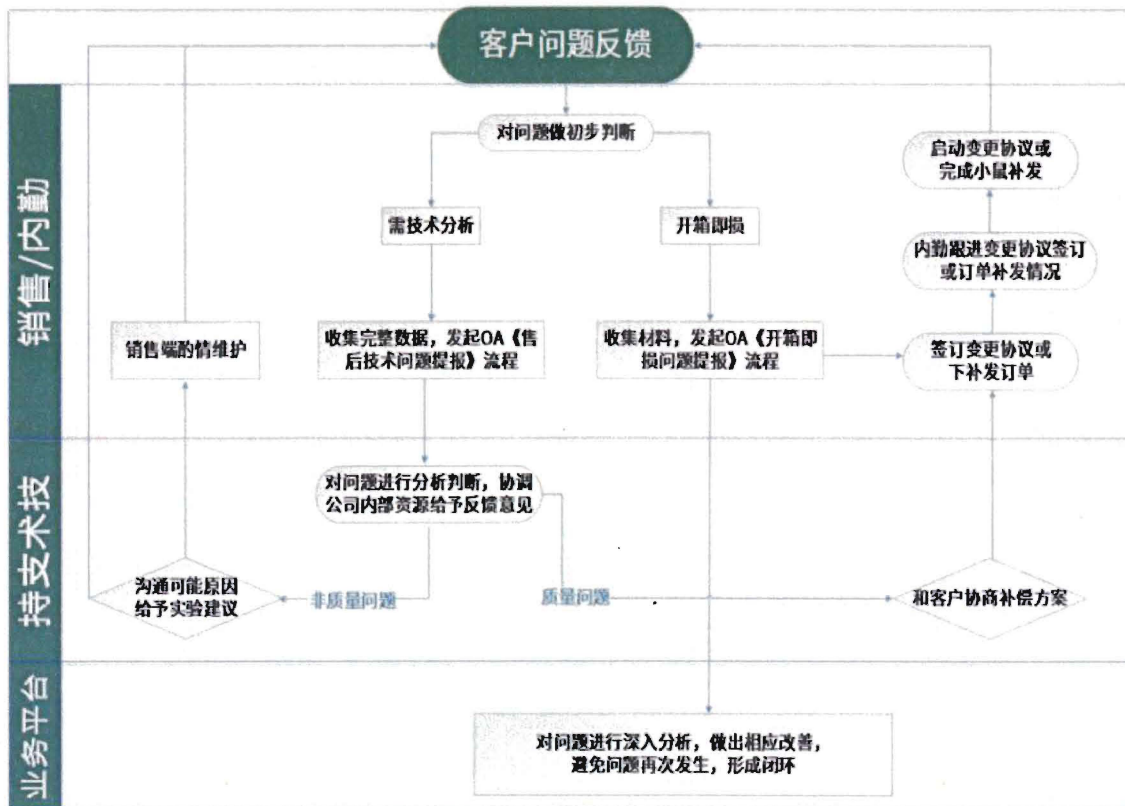 客户问题反馈
对问题做初步判断
启动变更协议或
完成小鼠补发
需技术分析
开箱即损
内勤跟进变更协议签订
或订单补发情况
销售/内勤
销售端酌情维护
收集完整数据，发起OA《售
后技术问题提报》流程
收集材料，发起OA《开箱即
损问题提报》流程
签订变更协议或
下补发订单
对问题进行分析判断，协调
公司内部资源给予反馈意见
持支术技
沟通可能原因
给予实验建议
非质量问题
质量问题
和客户协商补偿方案
业务平台
对问题进行深入分析，做出相应改善，
避免问题再次发生，形成闭环